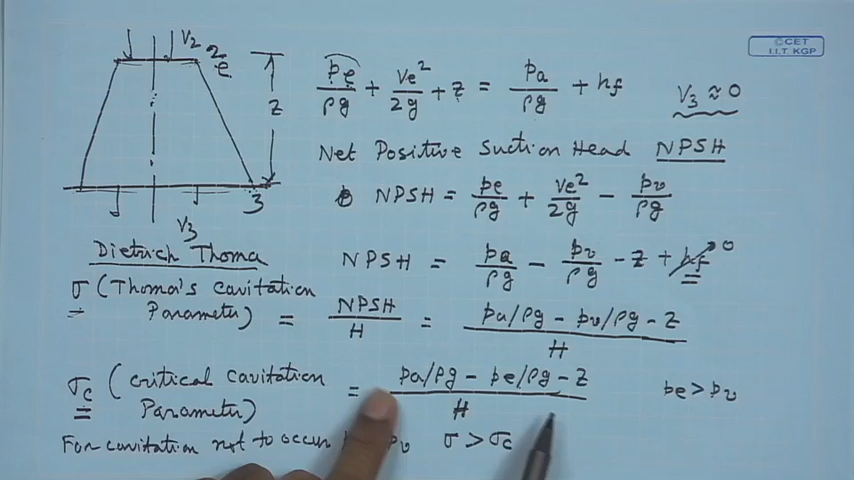 ©CET
I.I.T. KGP
V2
2
e
z
3
V3
pe/ρg + Ve²/2g + z = pa/ρg + hf
V3 ≈ 0
Net Positive Suction Head NPSH
NPSH = pe/ρg + Ve²/2g − pv/ρg
Dietrich Thoma
NPSH = pa/ρg − pv/ρg − z + hf → 0
σ (Thoma's cavitation
Parameter) = NPSH/H = (pa/ρg − pv/ρg − z)/H
σc (critical cavitation
Parameter) = (pa/ρg − pe/ρg − z)/H
pe > pv
For cavitation not to occur pv σ > σc